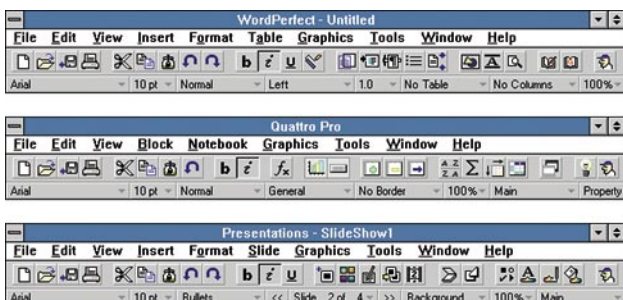 WordPerfect - Untitled
File Edit View Insert Format Table Graphics Tools Window Help
b i u A
Arial 10 pt Normal Left 1.0 No Table No Columns 100%
Quattro Pro
File Edit View Block Notebook Graphics Tools Window Help
b i fx A Z Z A Σ
Arial 10 pt Normal General No Border 100% Main Property
Presentations - SlideShow1
File Edit View Insert Format Slide Graphics Tools Window Help
b i u A
Arial 10 pt Bullets << Slide 2 of 4 >> Background 100% Main